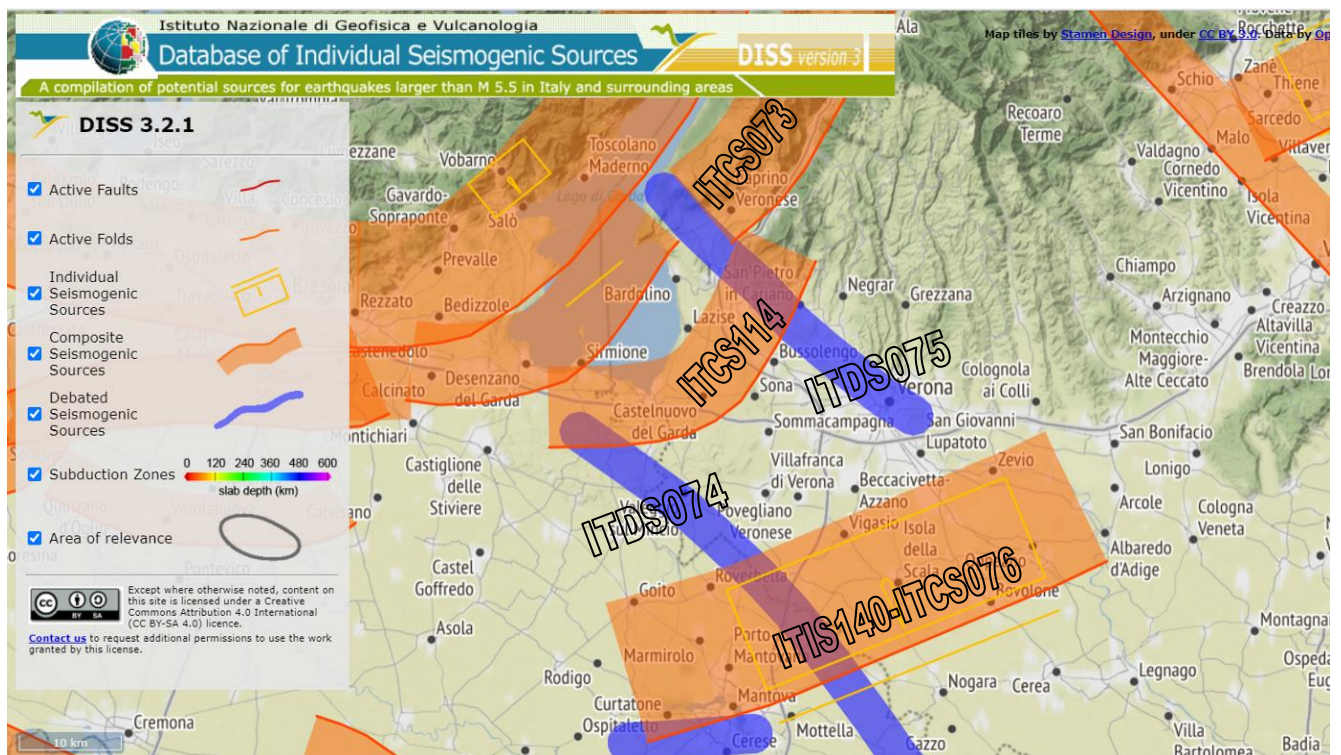 Istituto Nazionale di Geofisica e Vulcanologia
Database of Individual Seismogenic Sources
DISS version 3
A compilation of potential sources for earthquakes larger than M 5.5 in Italy and surrounding areas
Map tiles by Stamen Design, under CC BY 3.0. Data by Op
DISS 3.2.1
Active Faults
Active Folds
Individual
Seismogenic
Sources
Composite
Seismogenic
Sources
Debated
Seismogenic
Sources
Subduction Zones
0 120 240 360 480 600
slab depth (km)
Area of relevance
CC BY SA
Except where otherwise noted, content on
this site is licensed under a Creative
Commons Attribution 4.0 International
(CC BY-SA 4.0) licence.
Contact us to request additional permissions to use the work
granted by this license.
10 km
Cremona
Ala
Rocchette
Zanè
Schio
Thiene
Sarcedo
Malo
Villaver
Isola
Vicentina
Recoaro
Terme
Valdagno
Cornedo
Vicentino
Chiampo
Arzignano
Creazzo
Altavilla
Vicentina
Montecchio
Maggiore-
Alte Ceccato
Brendola
Toscolano
Maderno
Vobarno
Gavardo-
Sopraponte
Salò
Lago di Garda
Prevalle
Rezzato
Bedizzole
Bardolino
Lazise
Sirmione
Desenzano
del Garda
Calcinato
Castelnuovo
del Garda
Montichiari
Castiglione
delle
Stiviere
Castel
Goffredo
Asola
ITCS073
Veronese
San Pietro
in Cariano
Negrar
Grezzana
ITCS114
Bussolengo
Sona
ITDS075
Verona
Sommacampagna
San Giovanni
Lupatoto
Colognola
ai Colli
San Bonifacio
Lonigo
Arcole
Cologna
Veneta
Albaredo
d'Adige
Montagna
Zevio
Villafranca
di Verona
Beccacivetta-
Azzano
Vigasio
Isola
della
Scala
Povegliano
Veronese
ITDS074
Goito
Roverbella
ITIS140-ITCS076
Porto
Mantovano
Marmirolo
Mantova
Rodigo
Curtatone
Ospitaletto
Cerese
Mottella
Gazzo
Nogara
Cerea
Legnago
Villa
Bartolomea
Badia